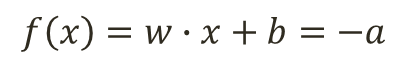 f(x) = w · x + b = −a